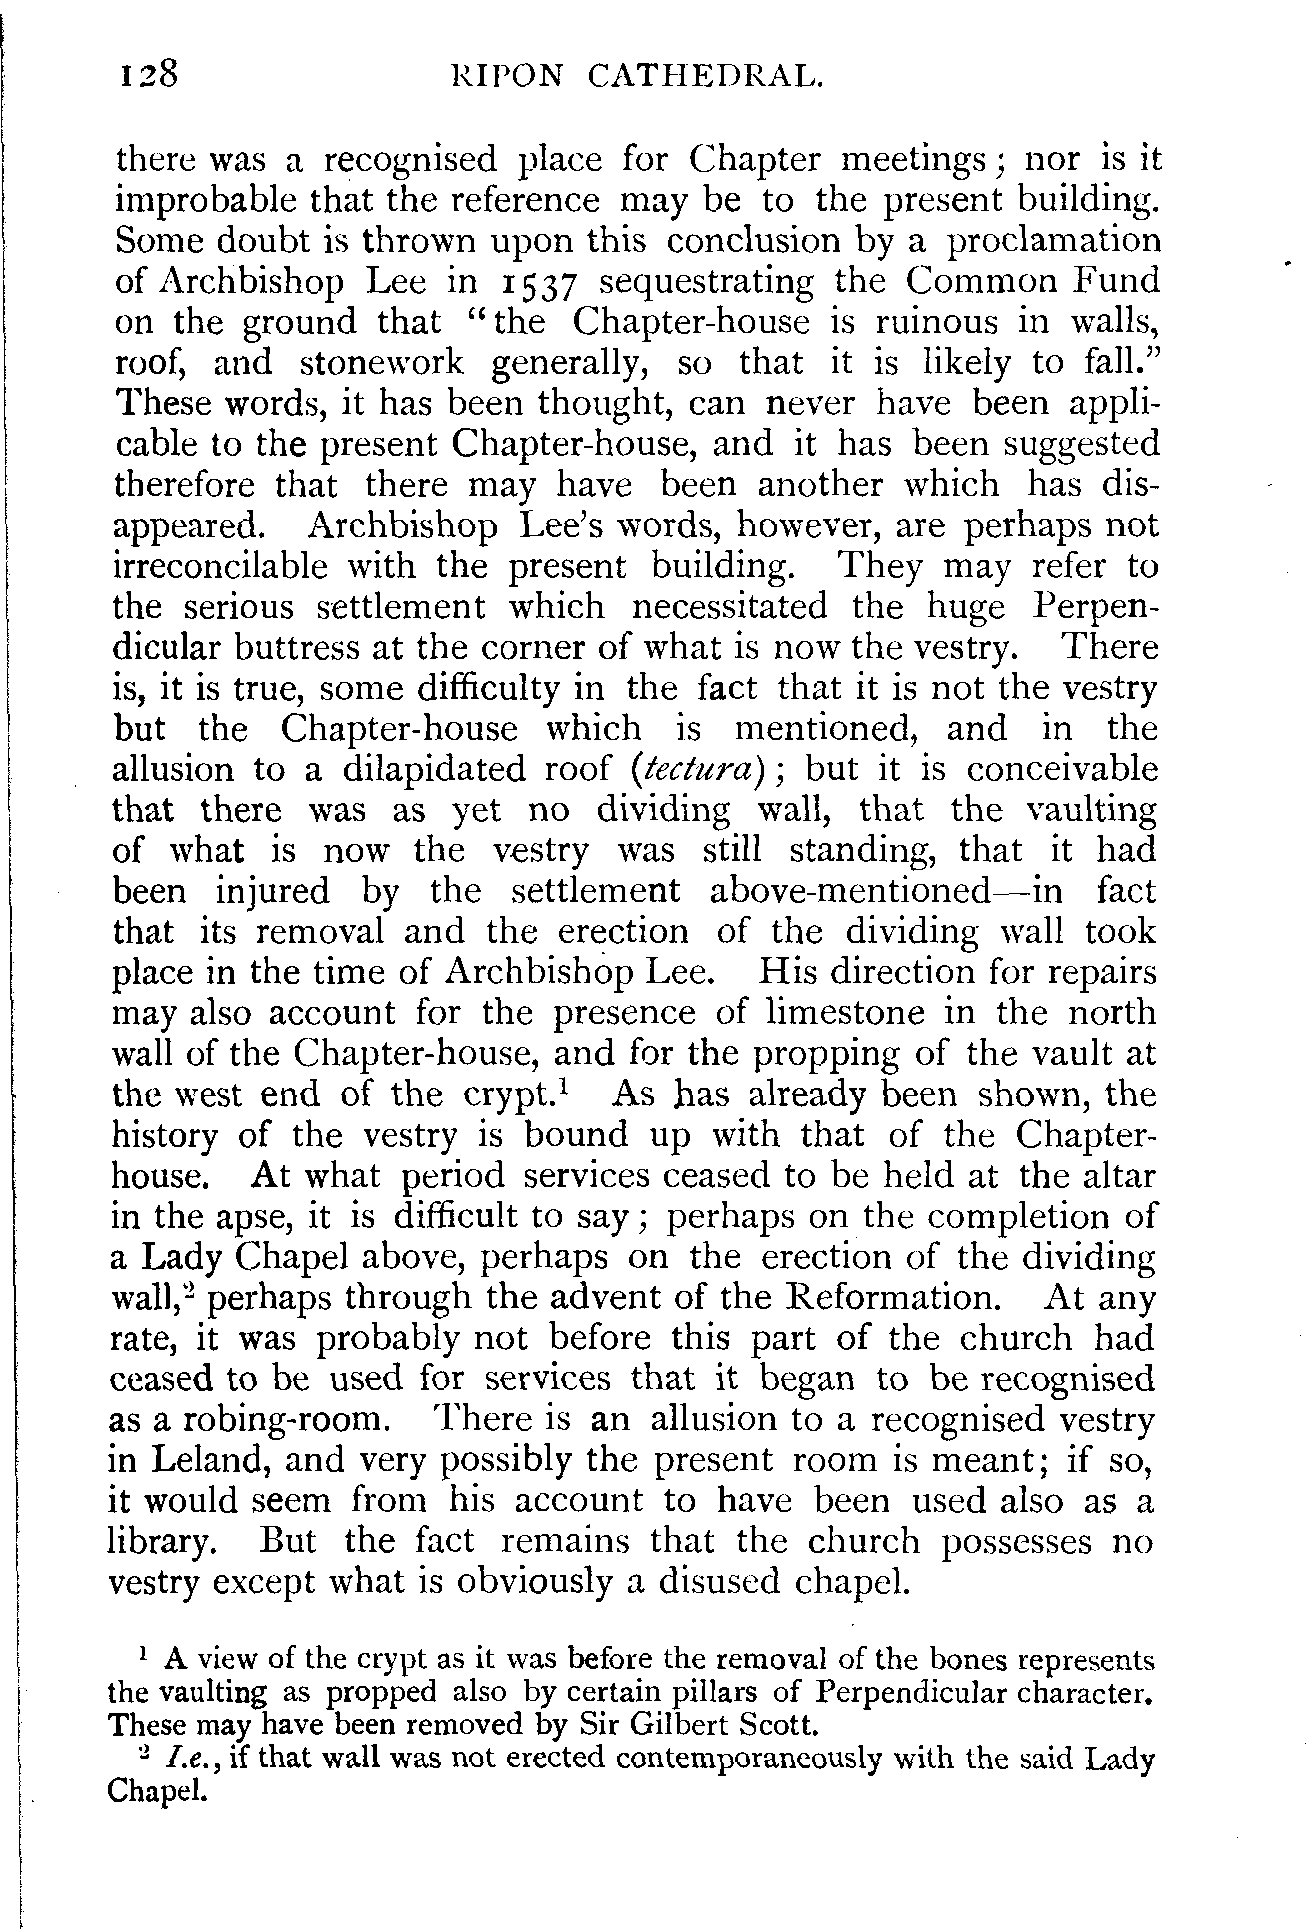 128 RIPON CATHEDRAL.
there was a recognised place for Chapter meetings; nor is it
improbable that the reference may be to the present building.
Some doubt is thrown upon this conclusion by a proclamation
of Archbishop Lee in 1537 sequestrating the Common Fund
on the ground that “the Chapter-house is ruinous in walls,
roof, and stonework generally, so that it is likely to fall.”
These words, it has been thought, can never have been appli-
cable to the present Chapter-house, and it has been suggested
therefore that there may have been another which has dis-
appeared. Archbishop Lee’s words, however, are perhaps not
irreconcilable with the present building. They may refer to
the serious settlement which necessitated the huge Perpen-
dicular buttress at the corner of what is now the vestry. There
is, it is true, some difficulty in the fact that it is not the vestry
but the Chapter-house which is mentioned, and in the
allusion to a dilapidated roof (tectura); but it is conceivable
that there was as yet no dividing wall, that the vaulting
of what is now the vestry was still standing, that it had
been injured by the settlement above-mentioned—in fact
that its removal and the erection of the dividing wall took
place in the time of Archbishop Lee. His direction for repairs
may also account for the presence of limestone in the north
wall of the Chapter-house, and for the propping of the vault at
the west end of the crypt.¹ As has already been shown, the
history of the vestry is bound up with that of the Chapter-
house. At what period services ceased to be held at the altar
in the apse, it is difficult to say; perhaps on the completion of
a Lady Chapel above, perhaps on the erection of the dividing
wall,² perhaps through the advent of the Reformation. At any
rate, it was probably not before this part of the church had
ceased to be used for services that it began to be recognised
as a robing-room. There is an allusion to a recognised vestry
in Leland, and very possibly the present room is meant; if so,
it would seem from his account to have been used also as a
library. But the fact remains that the church possesses no
vestry except what is obviously a disused chapel.
¹ A view of the crypt as it was before the removal of the bones represents
the vaulting as propped also by certain pillars of Perpendicular character.
These may have been removed by Sir Gilbert Scott.
² I.e., if that wall was not erected contemporaneously with the said Lady
Chapel.